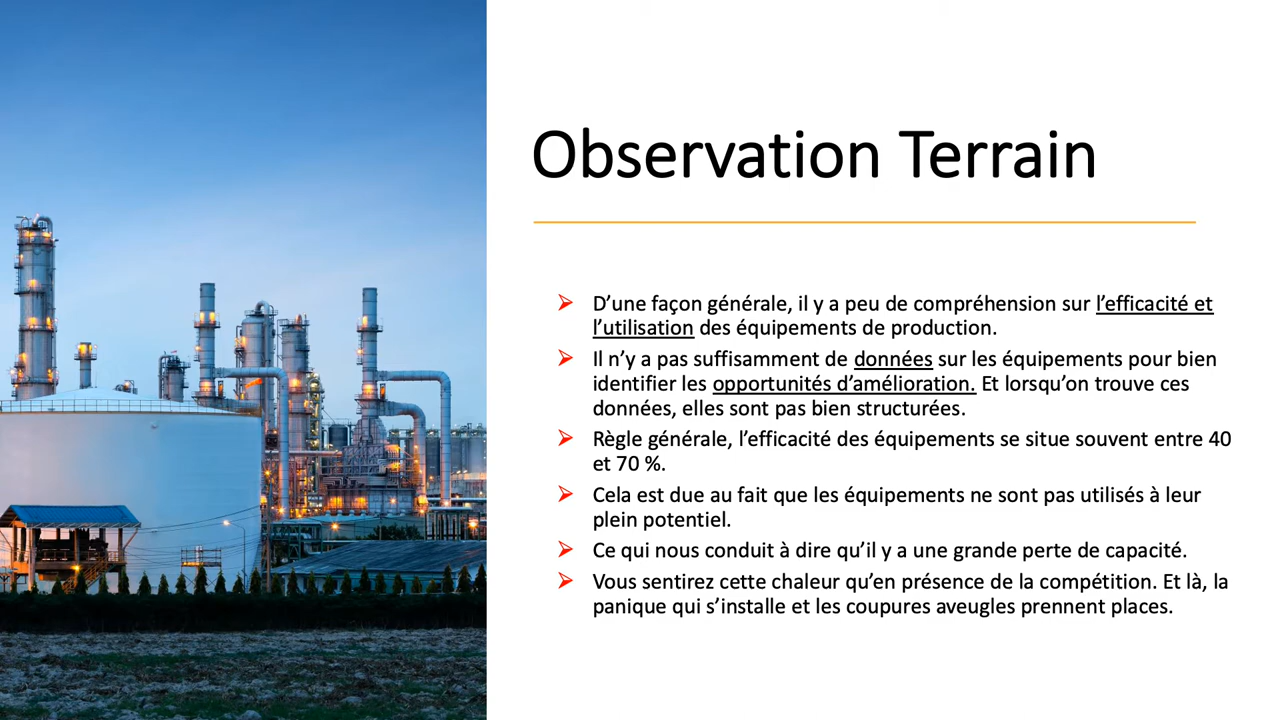 Observation Terrain
D’une façon générale, il y a peu de compréhension sur l’efficacité et
l’utilisation des équipements de production.
Il n’y a pas suffisamment de données sur les équipements pour bien
identifier les opportunités d’amélioration. Et lorsqu’on trouve ces
données, elles sont pas bien structurées.
Règle générale, l’efficacité des équipements se situe souvent entre 40
et 70 %.
Cela est due au fait que les équipements ne sont pas utilisés à leur
plein potentiel.
Ce qui nous conduit à dire qu’il y a une grande perte de capacité.
Vous sentirez cette chaleur qu’en présence de la compétition. Et là, la
panique qui s’installe et les coupures aveugles prennent places.